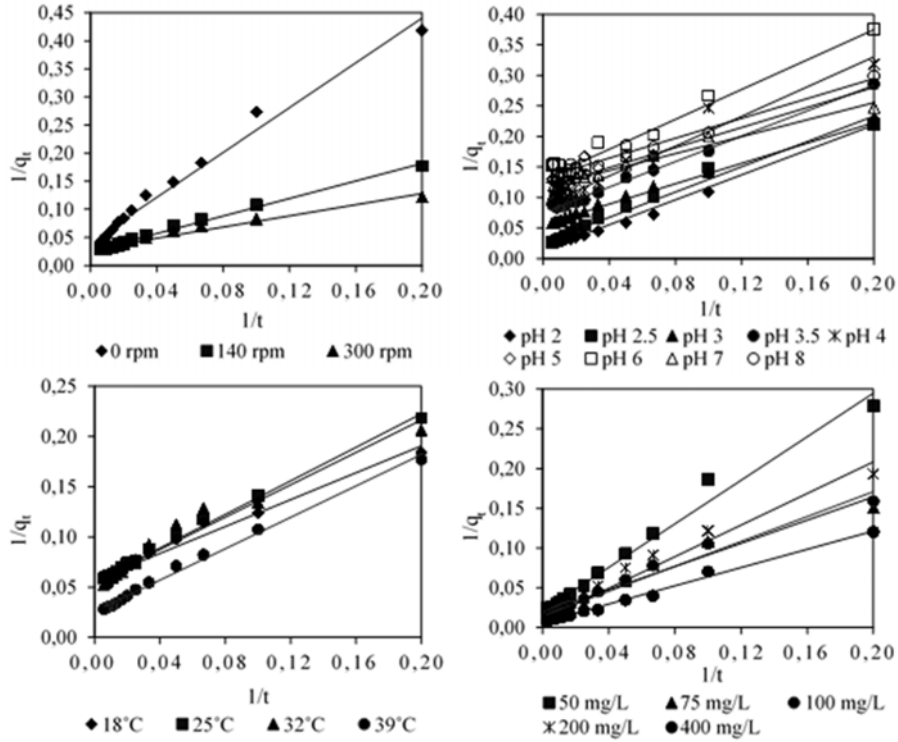 0,45
0,40
0,35
0,30
0,25
0,20
0,15
0,10
0,05
0,00
1/qt
0,00 0,04 0,08 0,12 0,16 0,20
1/t
0 rpm 140 rpm 300 rpm
0,40
0,35
0,30
0,25
0,20
0,15
0,10
0,05
0,00
1/qt
0,00 0,04 0,08 0,12 0,16 0,20
1/t
pH 2 pH 2.5 pH 3 pH 3.5 pH 4
pH 5 pH 6 pH 7 pH 8
0,25
0,20
0,15
0,10
0,05
0,00
1/qt
0,00 0,04 0,08 0,12 0,16 0,20
1/t
18°C 25°C 32°C 39°C
0,30
0,25
0,20
0,15
0,10
0,05
0,00
1/qt
0,00 0,04 0,08 0,12 0,16 0,20
1/t
50 mg/L 75 mg/L 100 mg/L
200 mg/L 400 mg/L